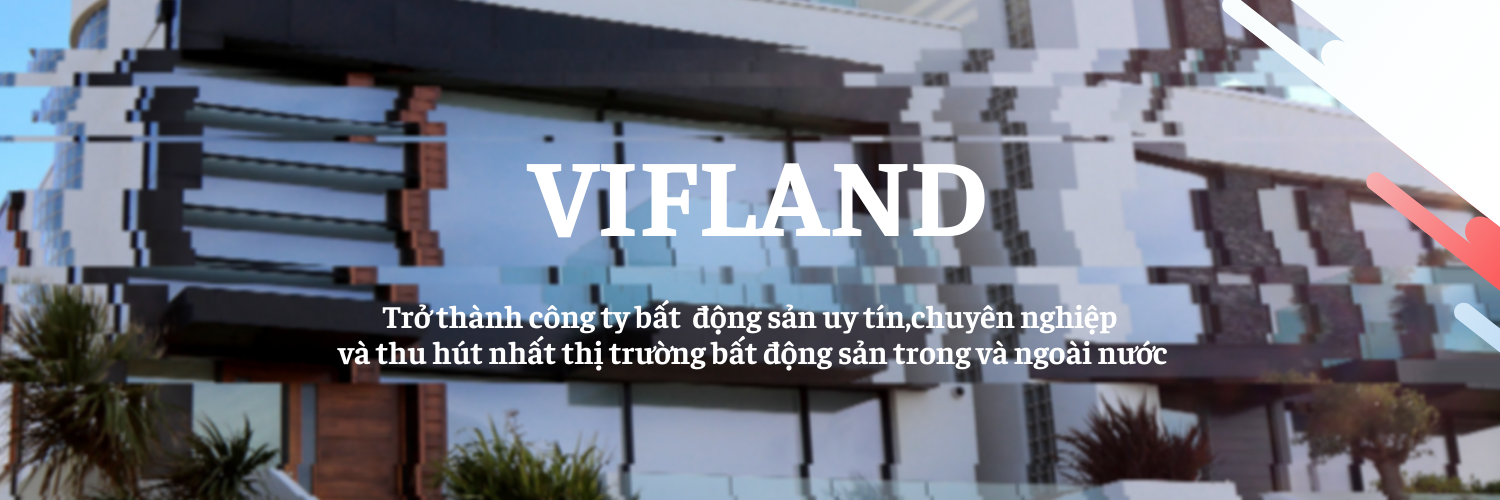 VIFLAND
Trở thành công ty bất  động sản uy tín,chuyên nghiệp
và thu hút nhất thị trường bất động sản trong và ngoài nước